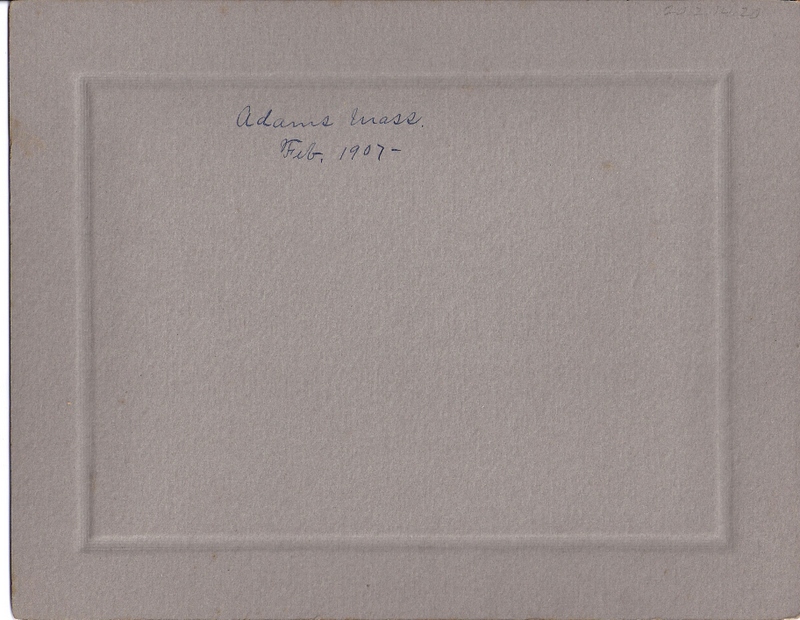 Adams Mass.
Feb, 1907-